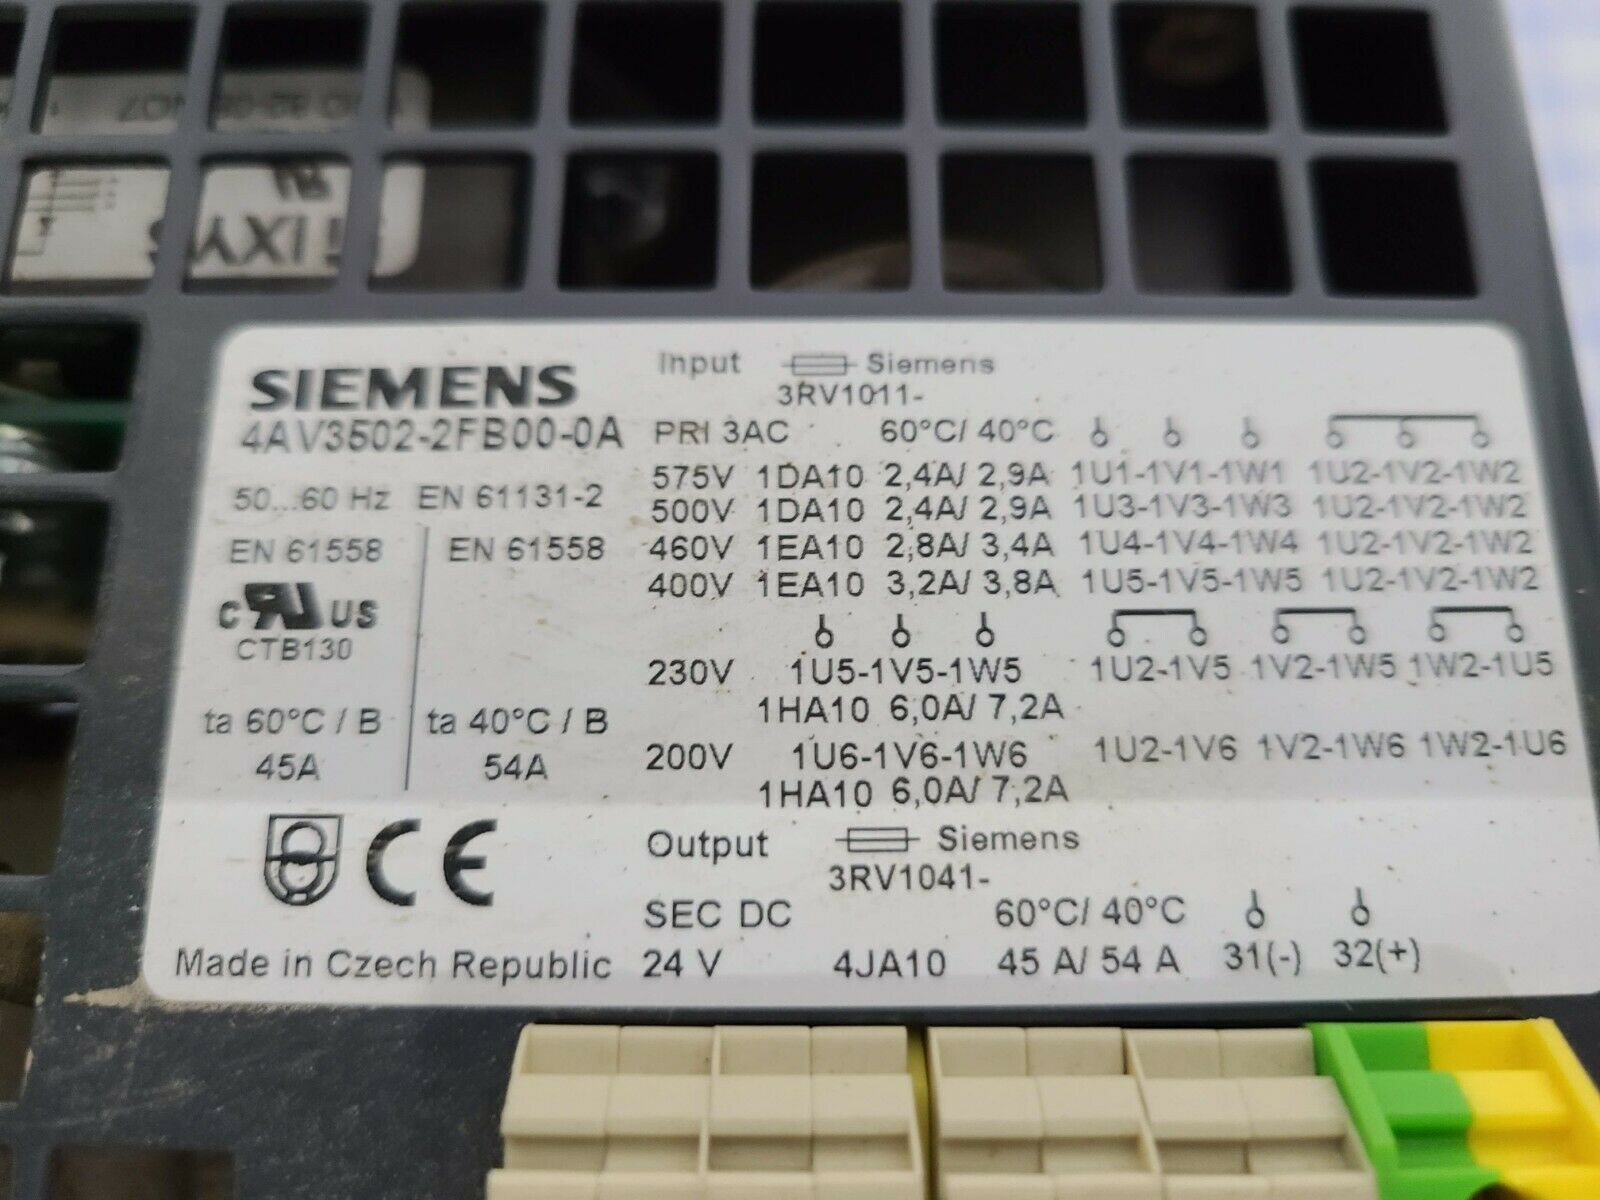 IXYS
SIEMENS
4AV3502-2FB00-0A
50...60 Hz EN 61131-2
EN 61558 EN 61558
C US
CTB130
ta 60°C / B ta 40°C / B
45A 54A
CE
Made in Czech Republic
Input Siemens
3RV1011-
PRI 3AC 60°C/ 40°C
575V 1DA10 2,4A/ 2,9A 1U1-1V1-1W1 1U2-1V2-1W2
500V 1DA10 2,4A/ 2,9A 1U3-1V3-1W3 1U2-1V2-1W2
460V 1EA10 2,8A/ 3,4A 1U4-1V4-1W4 1U2-1V2-1W2
400V 1EA10 3,2A/ 3,8A 1U5-1V5-1W5 1U2-1V2-1W2
230V 1U5-1V5-1W5 1U2-1V5 1V2-1W5 1W2-1U5
1HA10 6,0A/ 7,2A
200V 1U6-1V6-1W6 1U2-1V6 1V2-1W6 1W2-1U6
1HA10 6,0A/ 7,2A
Output Siemens
3RV1041-
SEC DC 60°C/ 40°C
24 V 4JA10 45 A/ 54 A 31(-) 32(+)